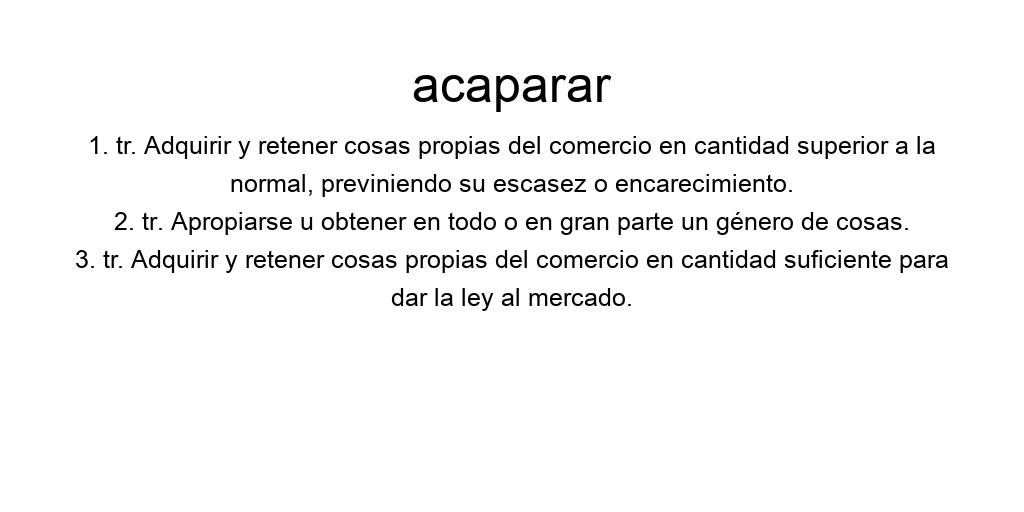 acaparar
1. tr. Adquirir y retener cosas propias del comercio en cantidad superior a la
normal, previniendo su escasez o encarecimiento.
2. tr. Apropiarse u obtener en todo o en gran parte un género de cosas.
3. tr. Adquirir y retener cosas propias del comercio en cantidad suficiente para
dar la ley al mercado.